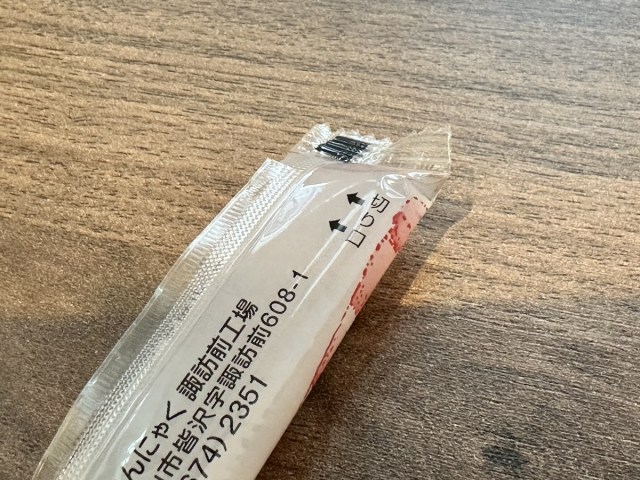 切り口
んにゃく 諏訪前工場
市皆沢字諏訪前608-1
674) 2351